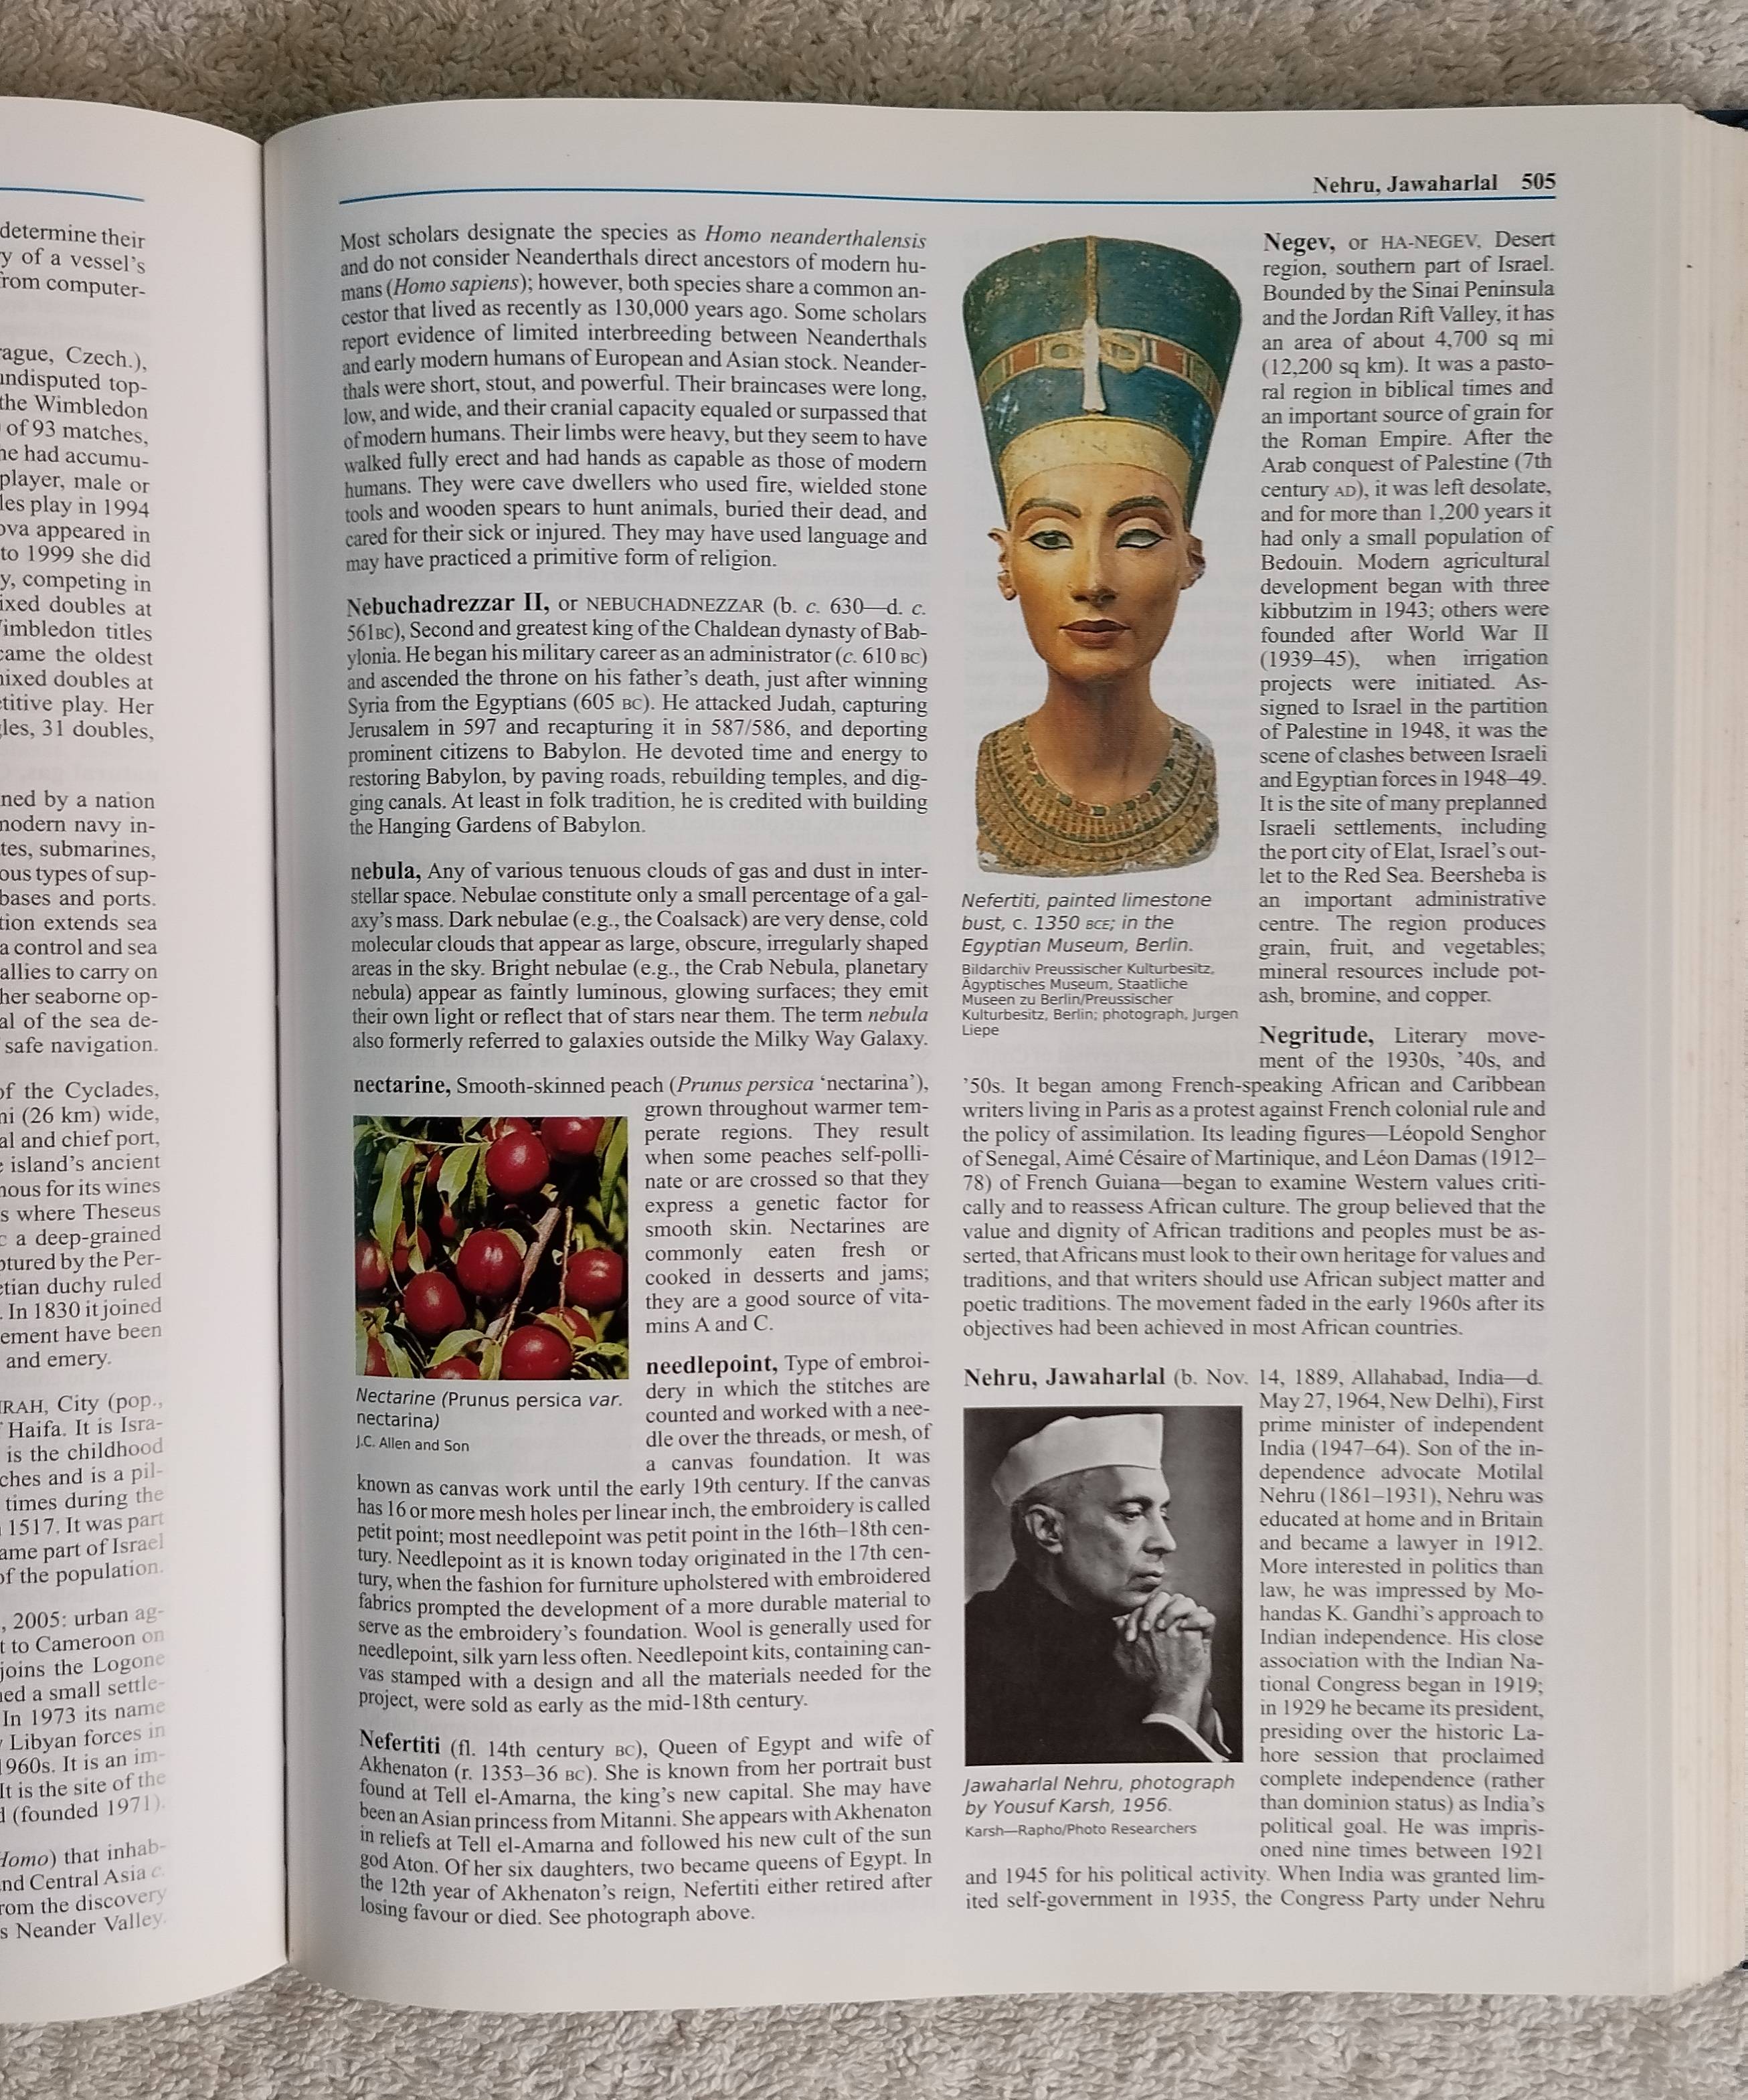 determine their
y of a vessel's
from computer-
rague, Czech.),
undisputed top-
the Wimbledon
of 93 matches,
he had accumu-
player, male or
les play in 1994
ova appeared in
to 1999 she did
y, competing in
ixed doubles at
imbledon titles
came the oldest
nixed doubles at
titive play. Her
les, 31 doubles,
ned by a nation
modern navy in-
tes, submarines,
ous types of sup-
bases and ports.
tion extends sea
a control and sea
allies to carry on
her seaborne op-
al of the sea de-
safe navigation.
of the Cyclades,
ni (26 km) wide,
al and chief port,
e island's ancient
nous for its wines
s where Theseus
c a deep-grained
ptured by the Per-
etian duchy ruled
. In 1830 it joined
ement have been
and emery.
IRAH, City (pop.,
f Haifa. It is Isra-
is the childhood
ches and is a pil-
times during the
1517. It was part
ame part of Israel
of the population.
, 2005: urban ag-
t to Cameroon on
joins the Logone
ned a small settle-
In 1973 its name
Libyan forces in
1960s. It is an im-
It is the site of the
d (founded 1971).
Homo) that inhab-
nd Central Asia c.
rom the discovery
s Neander Valley.
Nehru, Jawaharlal 505
Most scholars designate the species as Homo neanderthalensis
and do not consider Neanderthals direct ancestors of modern hu-
mans (Homo sapiens); however, both species share a common an-
cestor that lived as recently as 130,000 years ago. Some scholars
report evidence of limited interbreeding between Neanderthals
and early modern humans of European and Asian stock. Neander-
thals were short, stout, and powerful. Their braincases were long,
low, and wide, and their cranial capacity equaled or surpassed that
of modern humans. Their limbs were heavy, but they seem to have
walked fully erect and had hands as capable as those of modern
humans. They were cave dwellers who used fire, wielded stone
tools and wooden spears to hunt animals, buried their dead, and
cared for their sick or injured. They may have used language and
may have practiced a primitive form of religion.
Nebuchadrezzar II, or NEBUCHADNEZZAR (b. c. 630—d. c.
561BC), Second and greatest king of the Chaldean dynasty of Bab-
ylonia. He began his military career as an administrator (c. 610 BC)
and ascended the throne on his father's death, just after winning
Syria from the Egyptians (605 BC). He attacked Judah, capturing
Jerusalem in 597 and recapturing it in 587/586, and deporting
prominent citizens to Babylon. He devoted time and energy to
restoring Babylon, by paving roads, rebuilding temples, and dig-
ging canals. At least in folk tradition, he is credited with building
the Hanging Gardens of Babylon.
nebula, Any of various tenuous clouds of gas and dust in inter-
stellar space. Nebulae constitute only a small percentage of a gal-
axy's mass. Dark nebulae (e.g., the Coalsack) are very dense, cold
molecular clouds that appear as large, obscure, irregularly shaped
areas in the sky. Bright nebulae (e.g., the Crab Nebula, planetary
nebula) appear as faintly luminous, glowing surfaces; they emit
their own light or reflect that of stars near them. The term nebula
also formerly referred to galaxies outside the Milky Way Galaxy.
nectarine, Smooth-skinned peach (Prunus persica 'nectarina'),
grown throughout warmer tem-
perate regions. They result
when some peaches self-polli-
nate or are crossed so that they
express a genetic factor for
smooth skin. Nectarines are
commonly eaten fresh or
cooked in desserts and jams;
they are a good source of vita-
mins A and C.
Nectarine (Prunus persica var.
nectarina)
J.C. Allen and Son
needlepoint, Type of embroi-
dery in which the stitches are
counted and worked with a nee-
dle over the threads, or mesh, of
a canvas foundation. It was
known as canvas work until the early 19th century. If the canvas
has 16 or more mesh holes per linear inch, the embroidery is called
petit point; most needlepoint was petit point in the 16th–18th cen-
tury. Needlepoint as it is known today originated in the 17th cen-
tury, when the fashion for furniture upholstered with embroidered
fabrics prompted the development of a more durable material to
serve as the embroidery's foundation. Wool is generally used for
needlepoint, silk yarn less often. Needlepoint kits, containing can-
vas stamped with a design and all the materials needed for the
project, were sold as early as the mid-18th century.
Nefertiti (fl. 14th century BC), Queen of Egypt and wife of
Akhenaton (r. 1353–36 BC). She is known from her portrait bust
found at Tell el-Amarna, the king's new capital. She may have
been an Asian princess from Mitanni. She appears with Akhenaton
in reliefs at Tell el-Amarna and followed his new cult of the sun
god Aton. Of her six daughters, two became queens of Egypt. In
the 12th year of Akhenaton's reign, Nefertiti either retired after
losing favour or died. See photograph above.
Nefertiti, painted limestone
bust, c. 1350 BCE; in the
Egyptian Museum, Berlin.
Bildarchiv Preussischer Kulturbesitz,
Ägyptisches Museum, Staatliche
Museen zu Berlin/Preussischer
Kulturbesitz, Berlin; photograph, Jurgen
Liepe
Negev, or HA-NEGEV, Desert
region, southern part of Israel.
Bounded by the Sinai Peninsula
and the Jordan Rift Valley, it has
an area of about 4,700 sq mi
(12,200 sq km). It was a pasto-
ral region in biblical times and
an important source of grain for
the Roman Empire. After the
Arab conquest of Palestine (7th
century AD), it was left desolate,
and for more than 1,200 years it
had only a small population of
Bedouin. Modern agricultural
development began with three
kibbutzim in 1943; others were
founded after World War II
(1939–45), when irrigation
projects were initiated. As-
signed to Israel in the partition
of Palestine in 1948, it was the
scene of clashes between Israeli
and Egyptian forces in 1948–49.
It is the site of many preplanned
Israeli settlements, including
the port city of Elat, Israel's out-
let to the Red Sea. Beersheba is
an important administrative
centre. The region produces
grain, fruit, and vegetables;
mineral resources include pot-
ash, bromine, and copper.
Negritude, Literary move-
ment of the 1930s, '40s, and
'50s. It began among French-speaking African and Caribbean
writers living in Paris as a protest against French colonial rule and
the policy of assimilation. Its leading figures—Léopold Senghor
of Senegal, Aimé Césaire of Martinique, and Léon Damas (1912–
78) of French Guiana—began to examine Western values criti-
cally and to reassess African culture. The group believed that the
value and dignity of African traditions and peoples must be as-
serted, that Africans must look to their own heritage for values and
traditions, and that writers should use African subject matter and
poetic traditions. The movement faded in the early 1960s after its
objectives had been achieved in most African countries.
Nehru, Jawaharlal (b. Nov. 14, 1889, Allahabad, India—d.
May 27, 1964, New Delhi), First
prime minister of independent
India (1947–64). Son of the in-
dependence advocate Motilal
Nehru (1861–1931), Nehru was
educated at home and in Britain
and became a lawyer in 1912.
More interested in politics than
law, he was impressed by Mo-
handas K. Gandhi's approach to
Indian independence. His close
association with the Indian Na-
tional Congress began in 1919;
in 1929 he became its president,
presiding over the historic La-
hore session that proclaimed
complete independence (rather
than dominion status) as India's
political goal. He was impris-
oned nine times between 1921
and 1945 for his political activity. When India was granted lim-
ited self-government in 1935, the Congress Party under Nehru
Jawaharlal Nehru, photograph
by Yousuf Karsh, 1956.
Karsh—Rapho/Photo Researchers